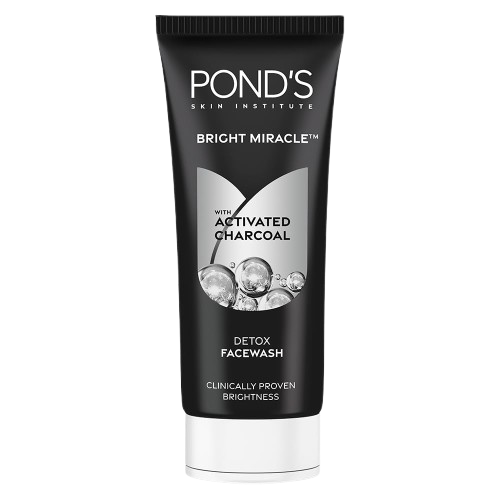 POND'S
SKIN INSTITUTE
BRIGHT MIRACLE™
WITH
ACTIVATED
CHARCOAL
DETOX
FACEWASH
CLINICALLY PROVEN
BRIGHTNESS